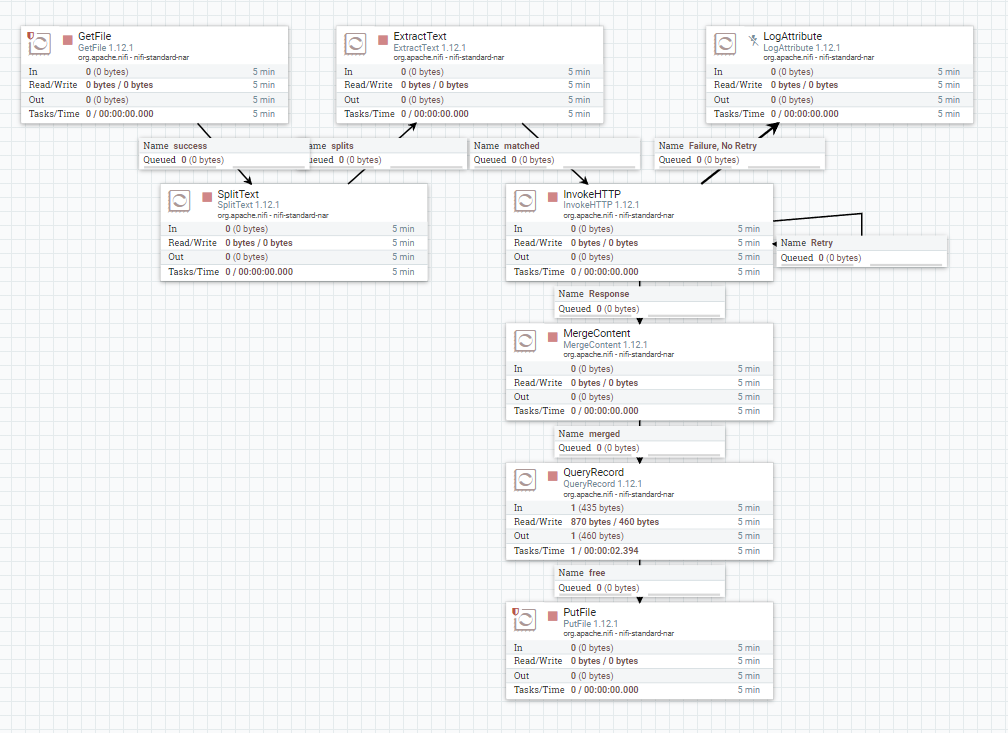 GetFile
GetFile 1.12.1
org.apache.nifi - nifi-standard-nar
In 0 (0 bytes) 5 min
Read/Write 0 bytes / 0 bytes 5 min
Out 0 (0 bytes) 5 min
Tasks/Time 0 / 00:00:00.000 5 min
ExtractText
ExtractText 1.12.1
org.apache.nifi - nifi-standard-nar
In 0 (0 bytes) 5 min
Read/Write 0 bytes / 0 bytes 5 min
Out 0 (0 bytes) 5 min
Tasks/Time 0 / 00:00:00.000 5 min
LogAttribute
LogAttribute 1.12.1
org.apache.nifi - nifi-standard-nar
In 0 (0 bytes) 5 min
Read/Write 0 bytes / 0 bytes 5 min
Out 0 (0 bytes) 5 min
Tasks/Time 0 / 00:00:00.000 5 min
Name success
Queued 0 (0 bytes)
ame splits
ueued 0 (0 bytes)
Name matched
Queued 0 (0 bytes)
Name Failure, No Retry
Queued 0 (0 bytes)
SplitText
SplitText 1.12.1
org.apache.nifi - nifi-standard-nar
In 0 (0 bytes) 5 min
Read/Write 0 bytes / 0 bytes 5 min
Out 0 (0 bytes) 5 min
Tasks/Time 0 / 00:00:00.000 5 min
InvokeHTTP
InvokeHTTP 1.12.1
org.apache.nifi - nifi-standard-nar
In 0 (0 bytes) 5 min
Read/Write 0 bytes / 0 bytes 5 min
Out 0 (0 bytes) 5 min
Tasks/Time 0 / 00:00:00.000 5 min
Name Retry
Queued 0 (0 bytes)
Name Response
Queued 0 (0 bytes)
MergeContent
MergeContent 1.12.1
org.apache.nifi - nifi-standard-nar
In 0 (0 bytes) 5 min
Read/Write 0 bytes / 0 bytes 5 min
Out 0 (0 bytes) 5 min
Tasks/Time 0 / 00:00:00.000 5 min
Name merged
Queued 0 (0 bytes)
QueryRecord
QueryRecord 1.12.1
org.apache.nifi - nifi-standard-nar
In 1 (435 bytes) 5 min
Read/Write 870 bytes / 460 bytes 5 min
Out 1 (460 bytes) 5 min
Tasks/Time 1 / 00:00:02.394 5 min
Name free
Queued 0 (0 bytes)
PutFile
PutFile 1.12.1
org.apache.nifi - nifi-standard-nar
In 0 (0 bytes) 5 min
Read/Write 0 bytes / 0 bytes 5 min
Out 0 (0 bytes) 5 min
Tasks/Time 0 / 00:00:00.000 5 min